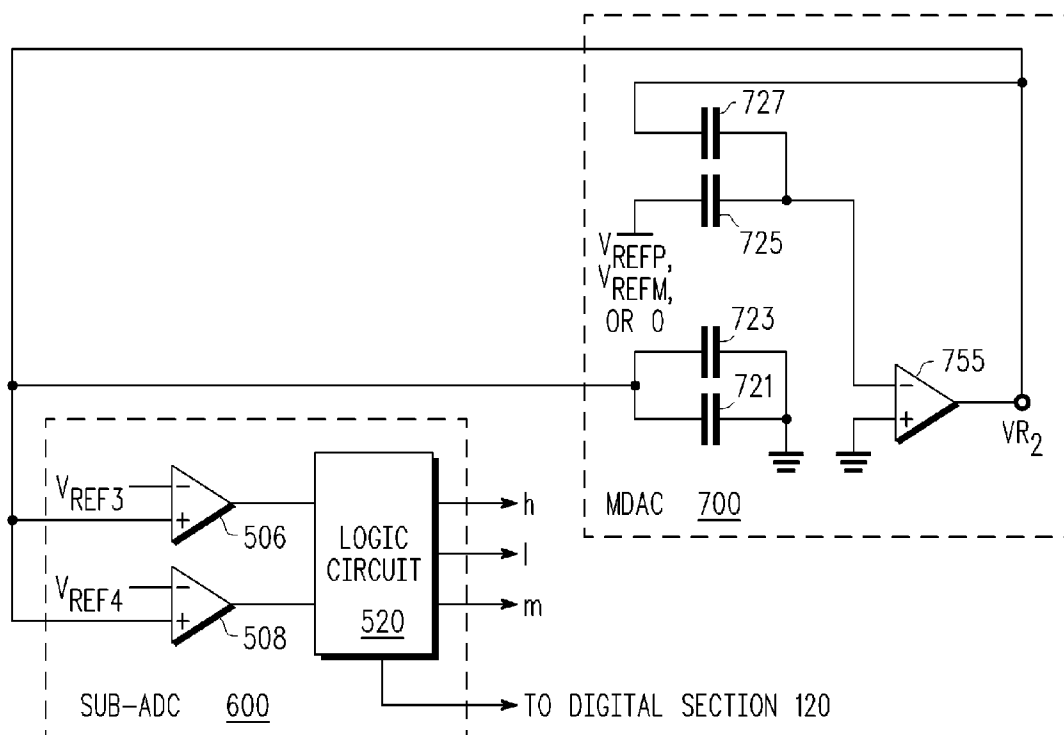 727
725
V_REFP,
V_REFM,
OR 0
723
721
755
VR_2
MDAC 700
V_REF3
506
V_REF4
508
LOGIC
CIRCUIT
520
h
l
m
SUB-ADC 600
TO DIGITAL SECTION 120